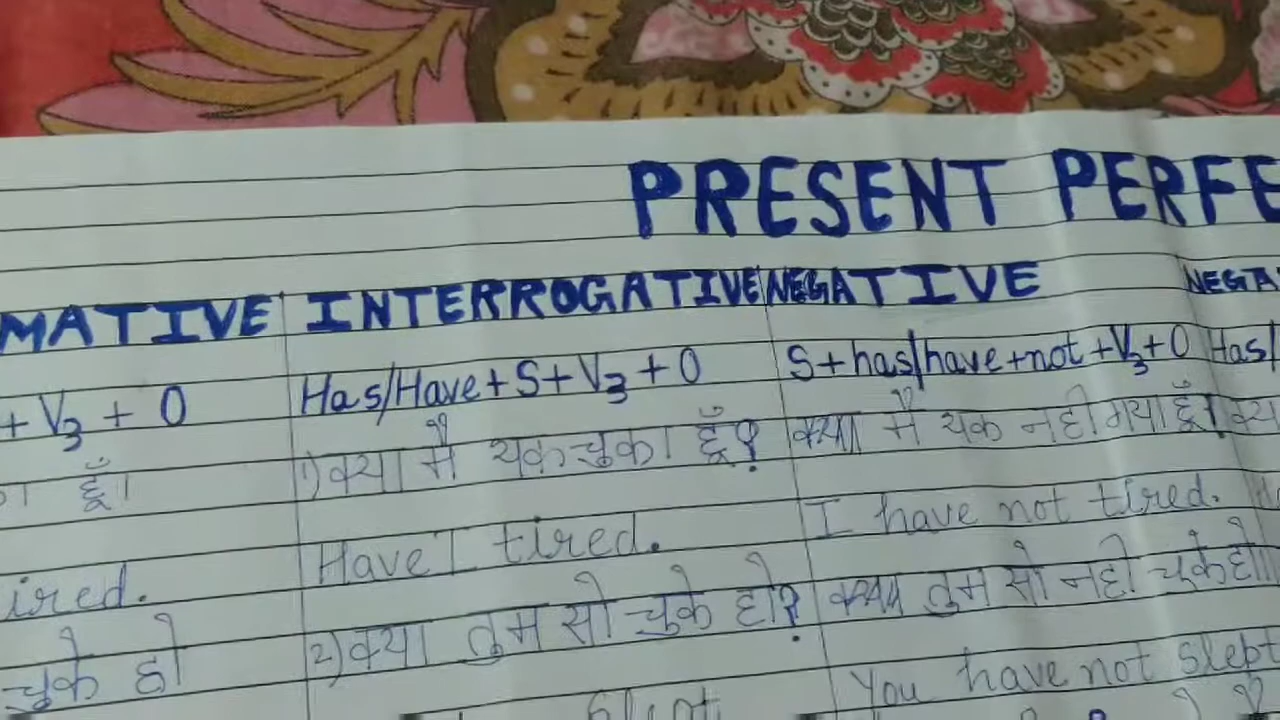 PRESENT PERFE
MATIVE INTERROGATIVE NEGATIVE NEGA
+ V3 + O Has/Have+S+V3+O S+has/have+not+V3+O Has/
हूँ। 1) क्या मैं थक चुका हूँ? मैं थक नही गया हूँ। क्य
ired. Have I tired. I have not tired.
के हो 2) क्या तुम सो चुके हो? तुम सो नही चुके हो
slept You have not slept